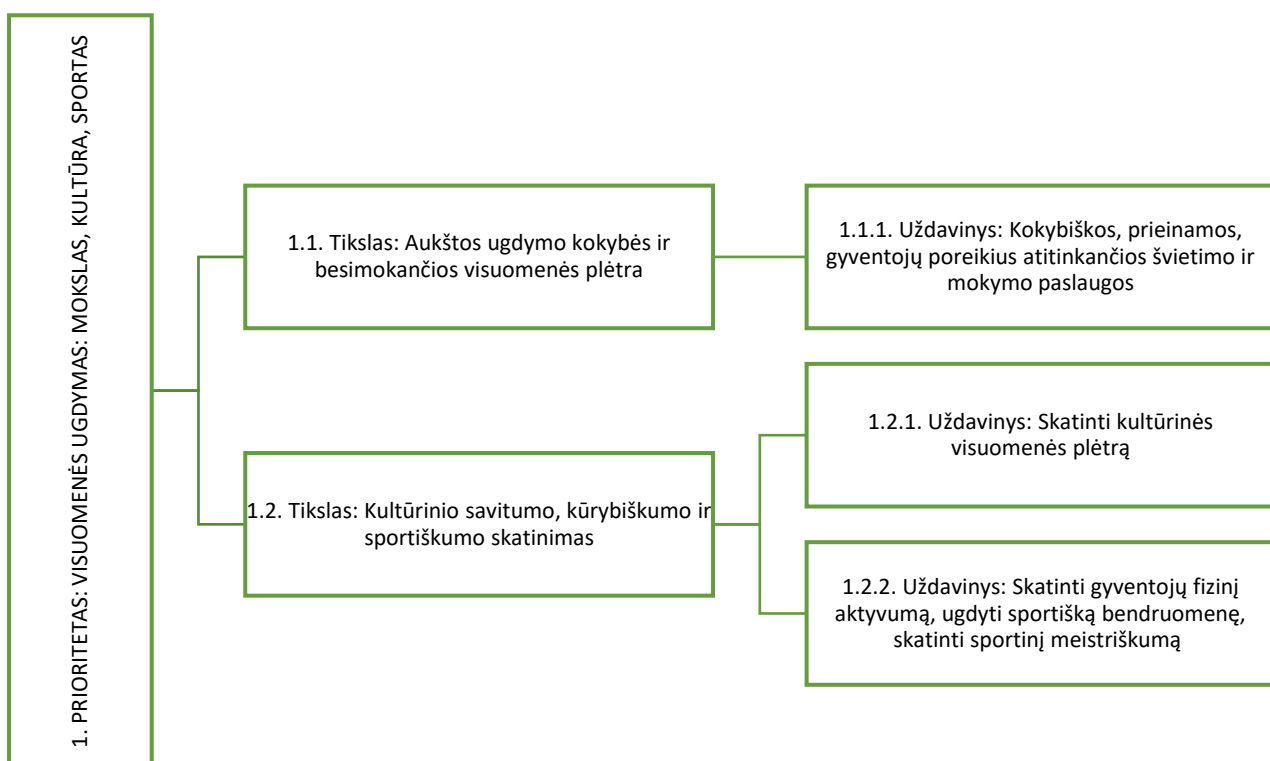 1. PRIORITETAS: VISUOMENĖS UGDYMAS: MOKSLAS, KULTŪRA, SPORTAS
1.1. Tikslas: Aukštos ugdymo kokybės ir
besimokančios visuomenės plėtra
1.1.1. Uždavinys: Kokybiškos, prieinamos,
gyventojų poreikius atitinkančios švietimo ir
mokymo paslaugos
1.2. Tikslas: Kultūrinio savitumo, kūrybiškumo ir
sportiškumo skatinimas
1.2.1. Uždavinys: Skatinti kultūrinės
visuomenės plėtrą
1.2.2. Uždavinys: Skatinti gyventojų fizinį
aktyvumą, ugdyti sportišką bendruomenę,
skatinti sportinį meistriškumą